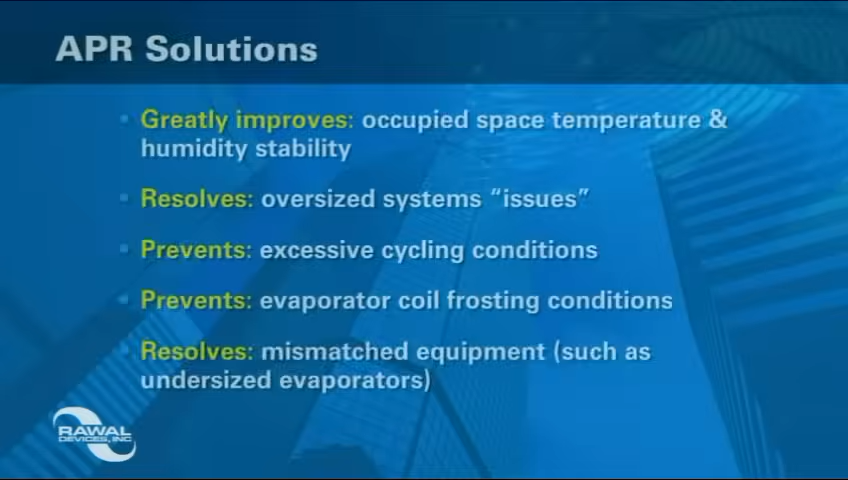 APR Solutions
Greatly improves: occupied space temperature &
humidity stability
Resolves: oversized systems “issues”
Prevents: excessive cycling conditions
Prevents: evaporator coil frosting conditions
Resolves: mismatched equipment (such as
undersized evaporators)
RAWAL
DEVICES, INC